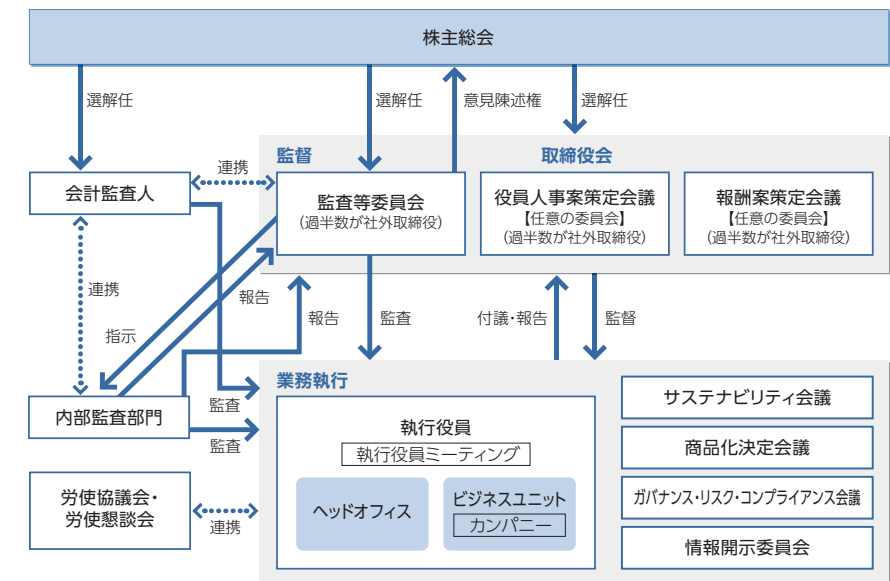 株主総会
選解任
選解任
意見陳述権
選解任
監督
取締役会
連携
会計監査人
監査等委員会
(過半数が社外取締役)
役員人事案策定会議
【任意の委員会】
(過半数が社外取締役)
報酬案策定会議
【任意の委員会】
(過半数が社外取締役)
連携
報告
指示
報告
監査
付議・報告
監督
業務執行
監査
内部監査部門
監査
執行役員
執行役員ミーティング
ヘッドオフィス
ビジネスユニット
カンパニー
サステナビリティ会議
商品化決定会議
ガバナンス・リスク・コンプライアンス会議
情報開示委員会
労使協議会・
労使懇談会
連携